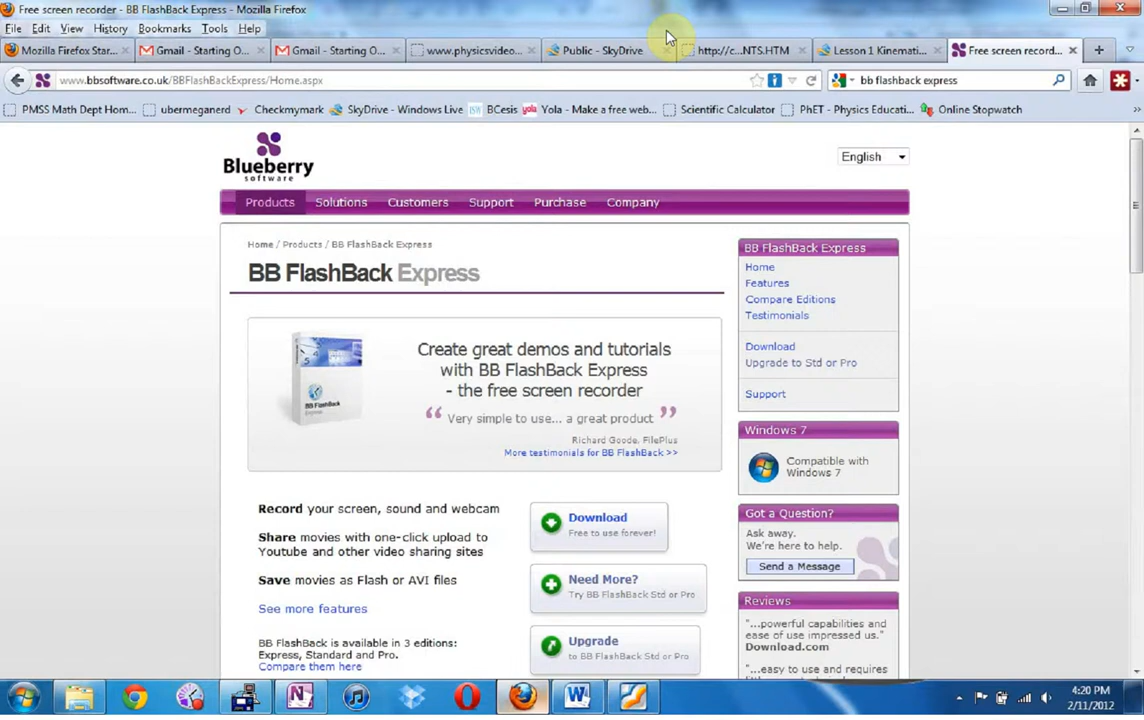 Free screen recorder - BB FlashBack Express - Mozilla Firefox
File Edit View History Bookmarks Tools Help
Mozilla Firefox Star... Gmail - Starting O... Gmail - Starting O... www.physicsvideo... Public - SkyDrive http://c...NTS.HTM Lesson 1 Kinemati... Free screen record...
www.bbsoftware.co.uk/BBFlashBackExpress/Home.aspx bb flashback express
PMSS Math Dept Hom... ubermeganerd Checkmymark SkyDrive - Windows Live BCesis Yola - Make a free web... Scientific Calculator PhET - Physics Educati... Online Stopwatch
Blueberry
software
English
Products Solutions Customers Support Purchase Company
Home / Products / BB FlashBack Express
BB FlashBack Express
Create great demos and tutorials
with BB FlashBack Express
- the free screen recorder
“ Very simple to use... a great product ”
Richard Goode, FilePlus
More testimonials for BB FlashBack >>
BB FlashBack
Express
Record your screen, sound and webcam
Share movies with one-click upload to
Youtube and other video sharing sites
Save movies as Flash or AVI files
See more features
BB FlashBack is available in 3 editions:
Express, Standard and Pro.
Compare them here
Download
Free to use forever!
Need More?
Try BB FlashBack Std or Pro
Upgrade
to BB FlashBack Std or Pro
BB FlashBack Express
Home
Features
Compare Editions
Testimonials
Download
Upgrade to Std or Pro
Support
Windows 7
Compatible with
Windows 7
Got a Question?
Ask away.
We're here to help.
Send a Message
Reviews
"...powerful capabilities and
ease of use impressed us."
Download.com
"...easy to use and requires
4:20 PM
2/11/2012